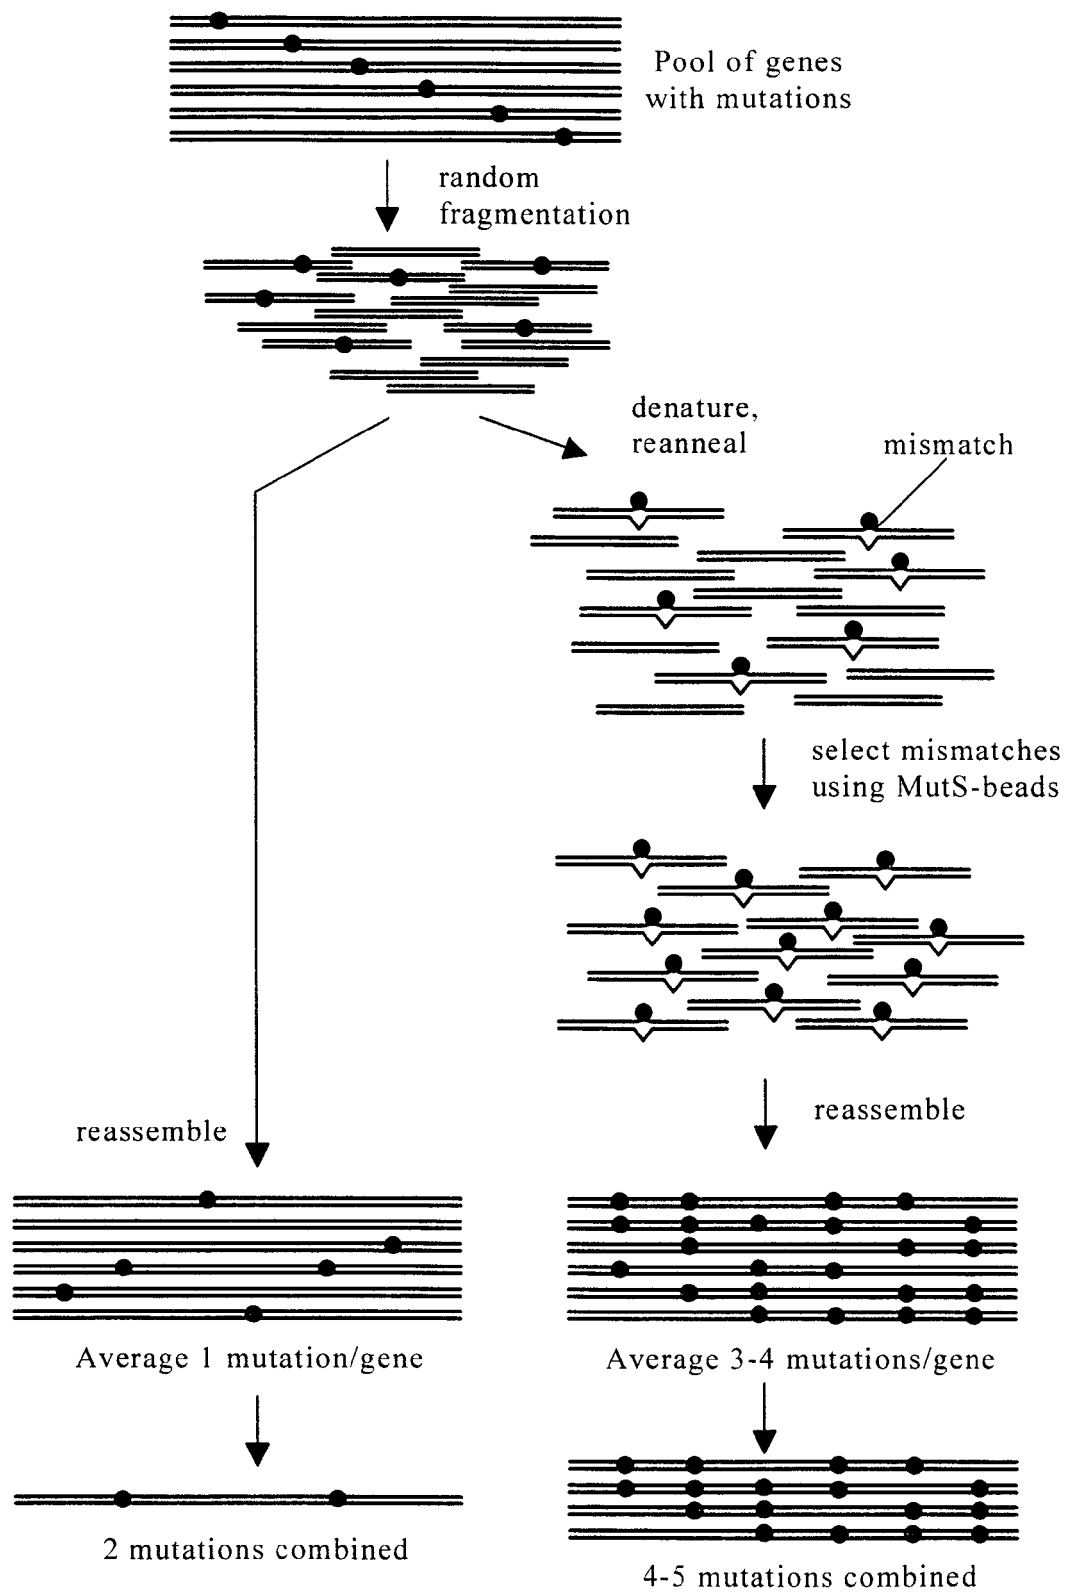 Pool of genes
with mutations
random
fragmentation
denature,
reanneal
mismatch
select mismatches
using MutS-beads
reassemble
reassemble
Average 1 mutation/gene
Average 3-4 mutations/gene
2 mutations combined
4-5 mutations combined